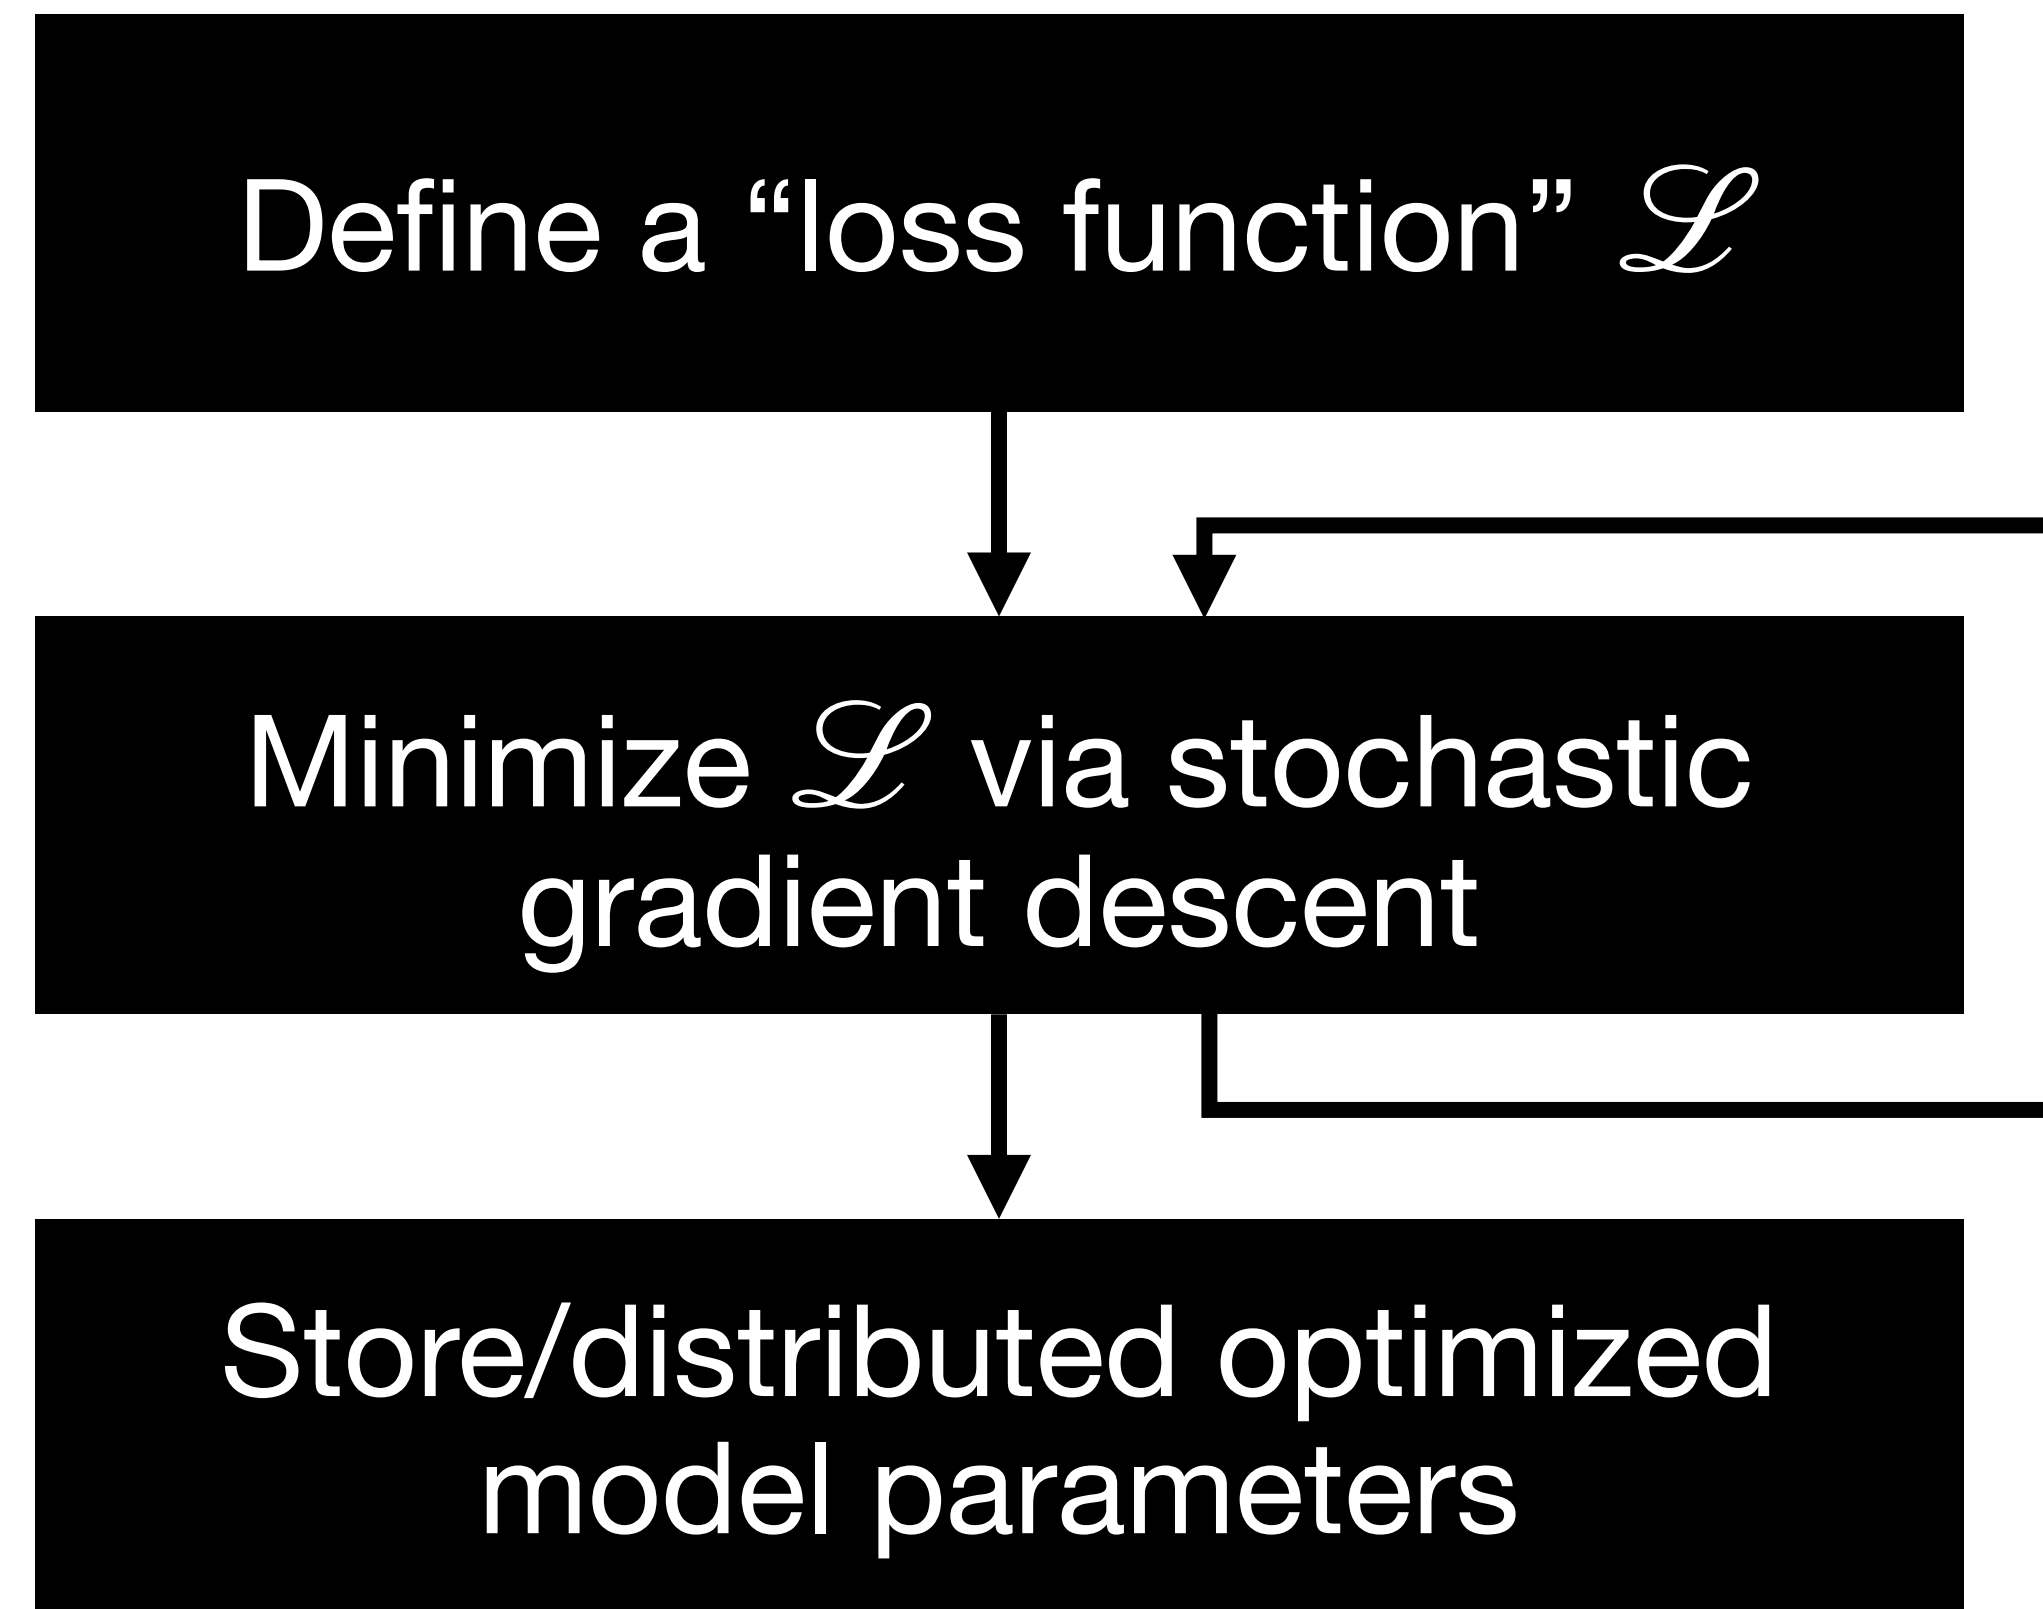 Define a “loss function” ℒ
Minimize ℒ via stochastic
gradient descent
Store/distributed optimized
model parameters